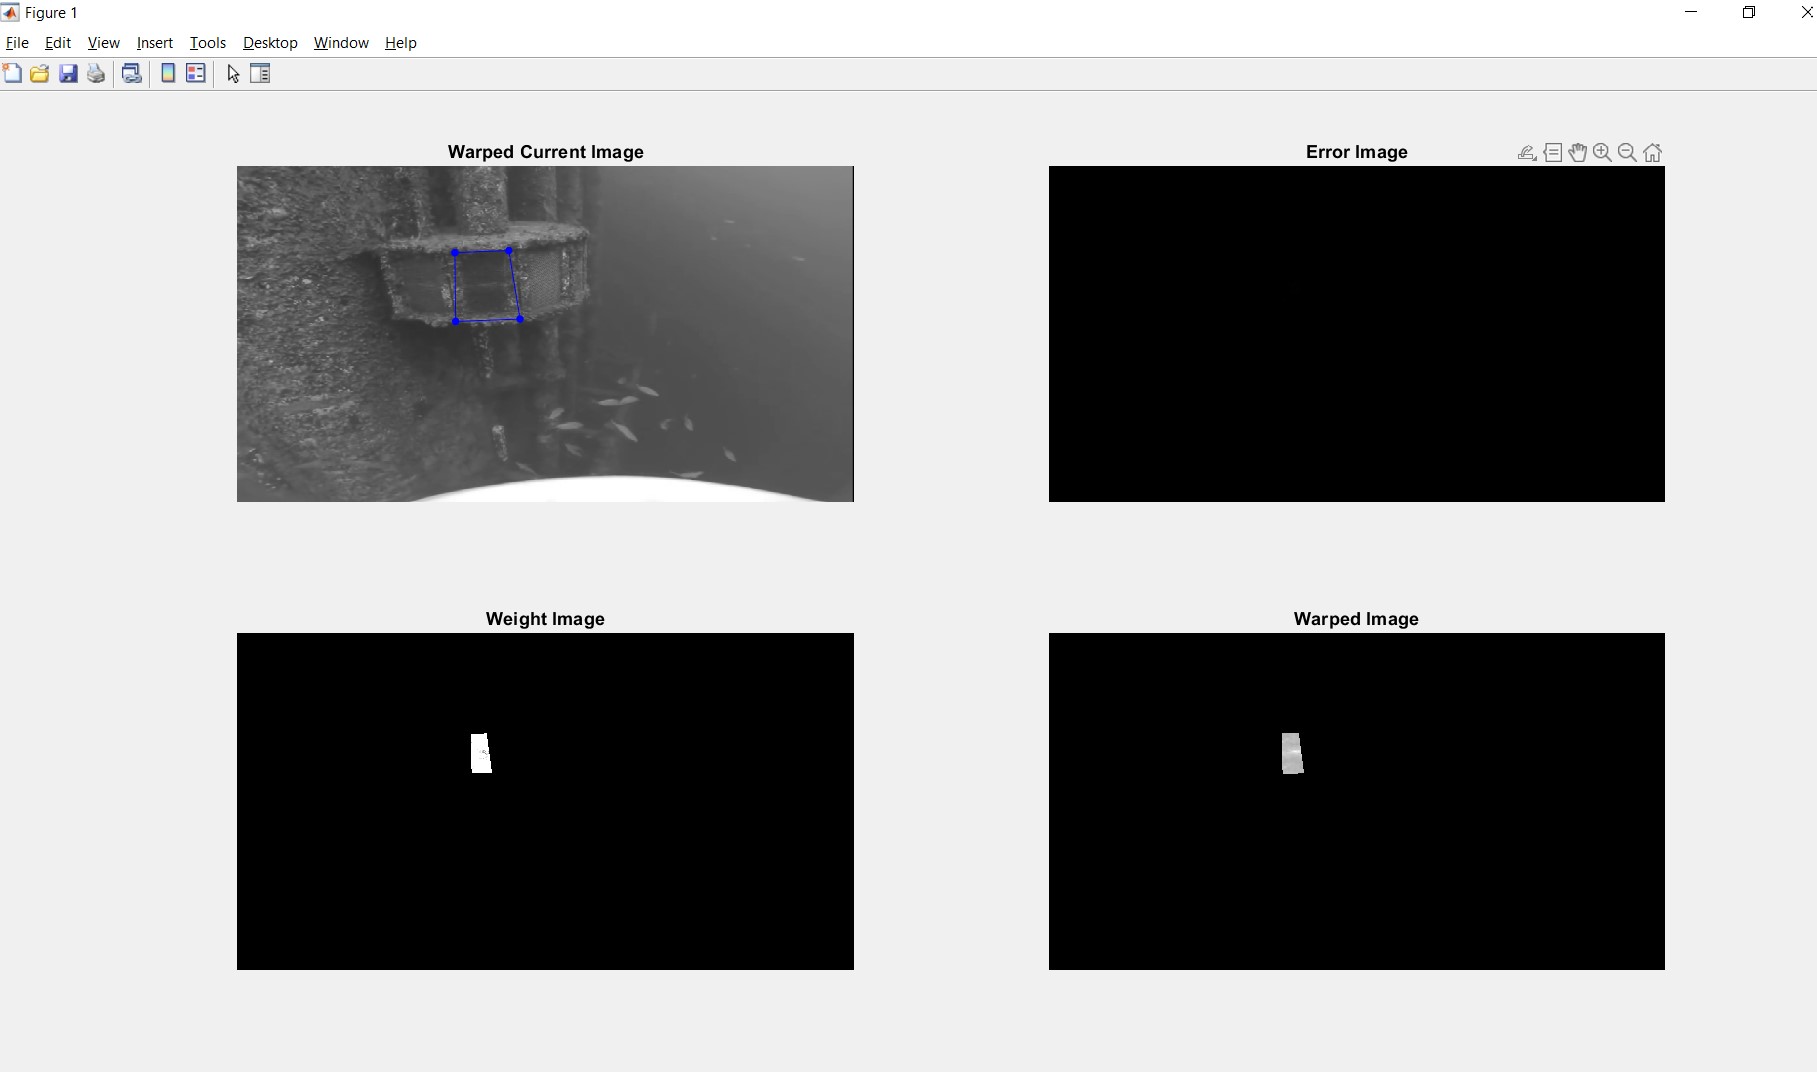 Figure 1
File Edit View Insert Tools Desktop Window Help
Warped Current Image
Error Image
Weight Image
Warped Image